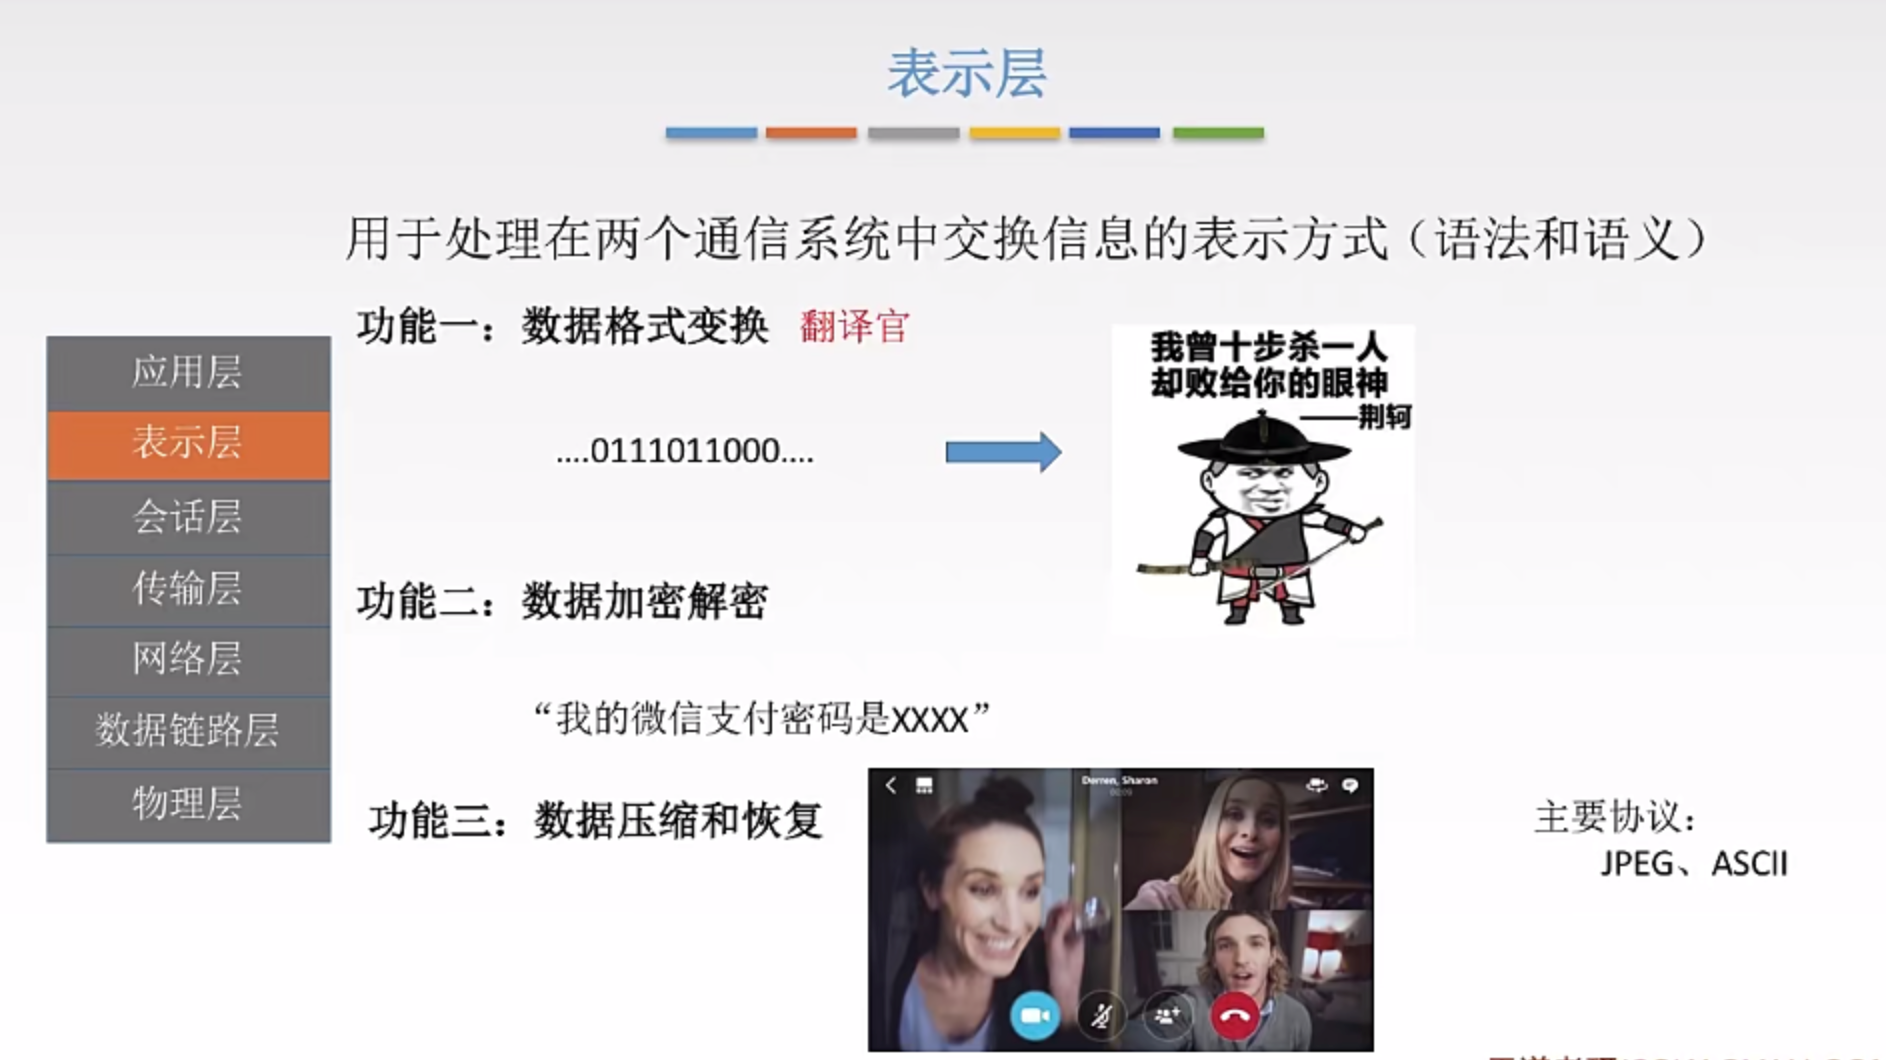 表示层
用于处理在两个通信系统中交换信息的表示方式（语法和语义）
功能一：数据格式变换 翻译官
....0111011000....
我曾十步杀一人
却败给你的眼神
——荆轲
应用层
表示层
会话层
传输层
网络层
数据链路层
物理层
功能二：数据加密解密
“我的微信支付密码是XXXX”
功能三：数据压缩和恢复
Derren, Sharon
00:09
主要协议：
JPEG、ASCII